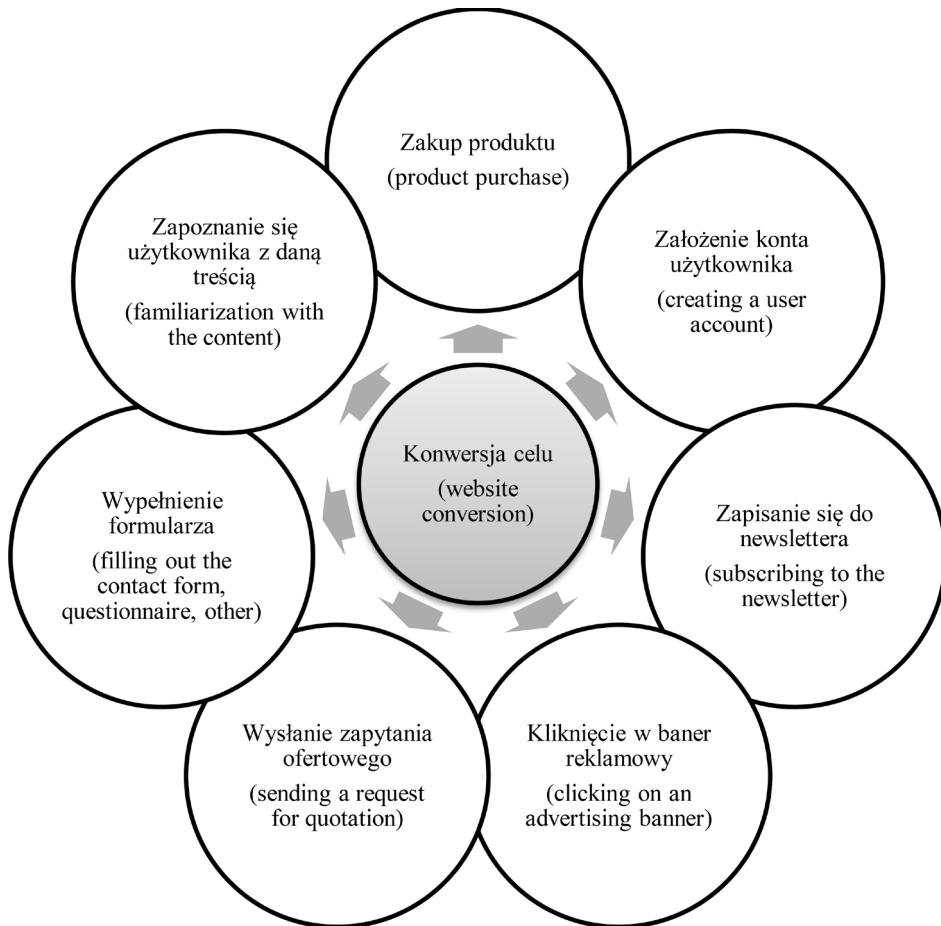 Zakup produktu
(product purchase)
Założenie konta
użytkownika
(creating a user
account)
Zapisanie się do
newslettera
(subscribing to the
newsletter)
Kliknięcie w baner
reklamowy
(clicking on an
advertising banner)
Wysłanie zapytania
ofertowego
(sending a request
for quotation)
Wypełnienie
formularza
(filling out the
contact form,
questionnaire, other)
Zapoznanie się
użytkownika z daną
treścią
(familiarization with
the content)
Konwersja celu
(website
conversion)